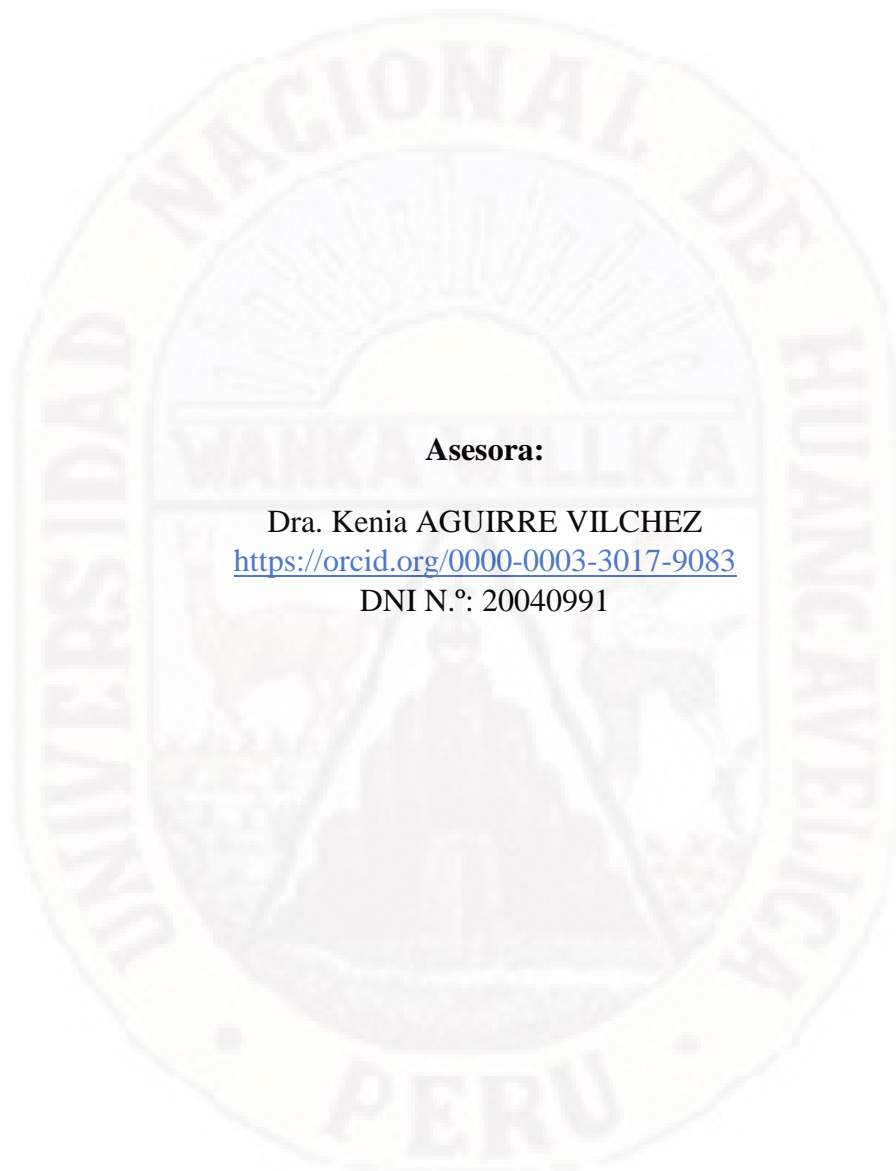 UNIVERSIDAD NACIONAL DE HUANCAVELICA
WANKA WILLKA
Asesora:
Dra. Kenia AGUIRRE VILCHEZ
https://orcid.org/0000-0003-3017-9083
DNI N.º: 20040991
PERU